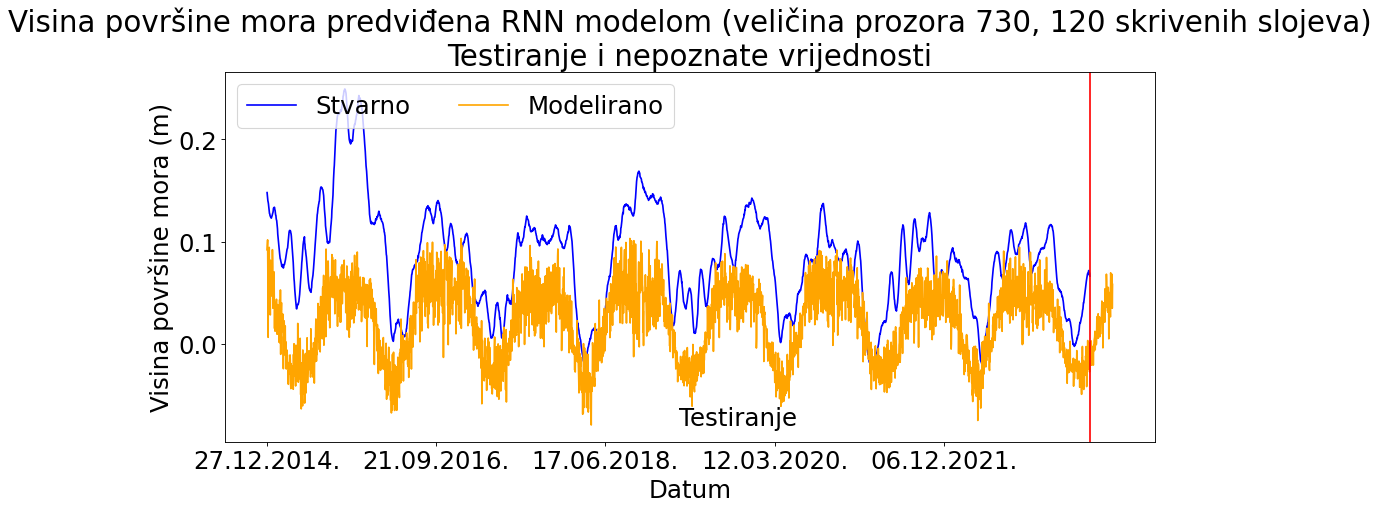 Visina površine mora predviđena RNN modelom (veličina prozora 730, 120 skrivenih slojeva)
Testiranje i nepoznate vrijednosti
Stvarno
Modelirano
Visina površine mora (m)
0.2
0.1
0.0
Testiranje
27.12.2014.
21.09.2016.
17.06.2018.
12.03.2020.
06.12.2021.
Datum